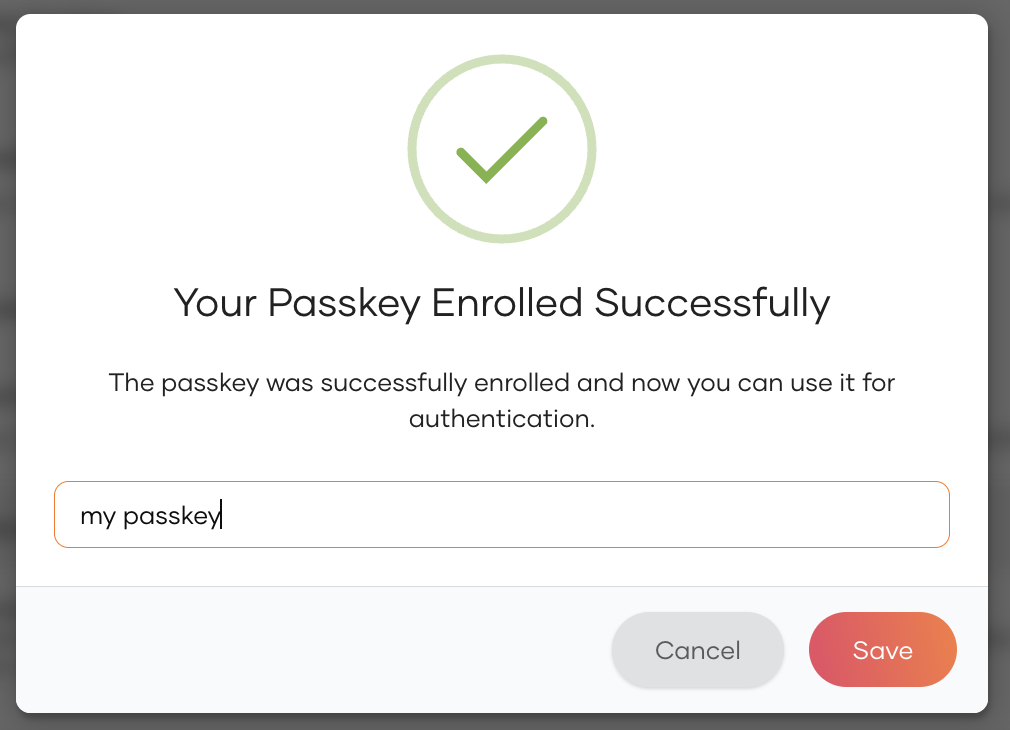 Your Passkey Enrolled Successfully
The passkey was successfully enrolled and now you can use it for
authentication.
my passkey
Cancel
Save